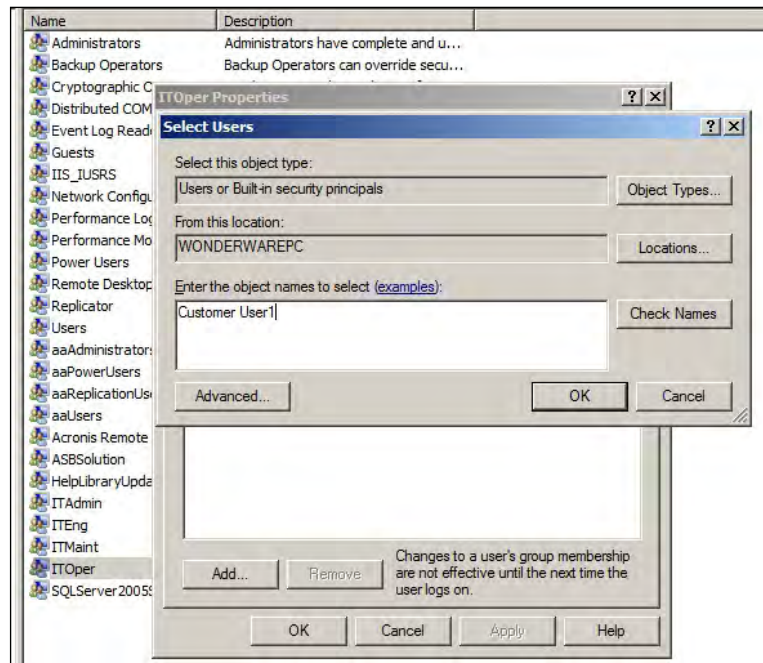 Name Description
Administrators Administrators have complete and u...
Backup Operators Backup Operators can override secu...
Cryptographic O
Distributed COM
Event Log Read
Guests
IIS_IUSRS
Network Configu
Performance Log
Performance Mo
Power Users
Remote Desktop
Replicator
Users
aaAdministrators
aaPowerUsers
aaReplicationUse
aaUsers
Acronis Remote
ASBSolution
HelpLibraryUpda
ITAdmin
ITEng
ITMaint
ITOper
SQLServer2005S
ITOper Properties
Select Users
Select this object type:
Users or Built-in security principals
Object Types...
From this location:
WONDERWAREPC
Locations...
Enter the object names to select (examples):
Customer User1
Check Names
Advanced...
OK
Cancel
Add...
Remove
Changes to a user's group membership
are not effective until the next time the
user logs on.
OK
Cancel
Apply
Help